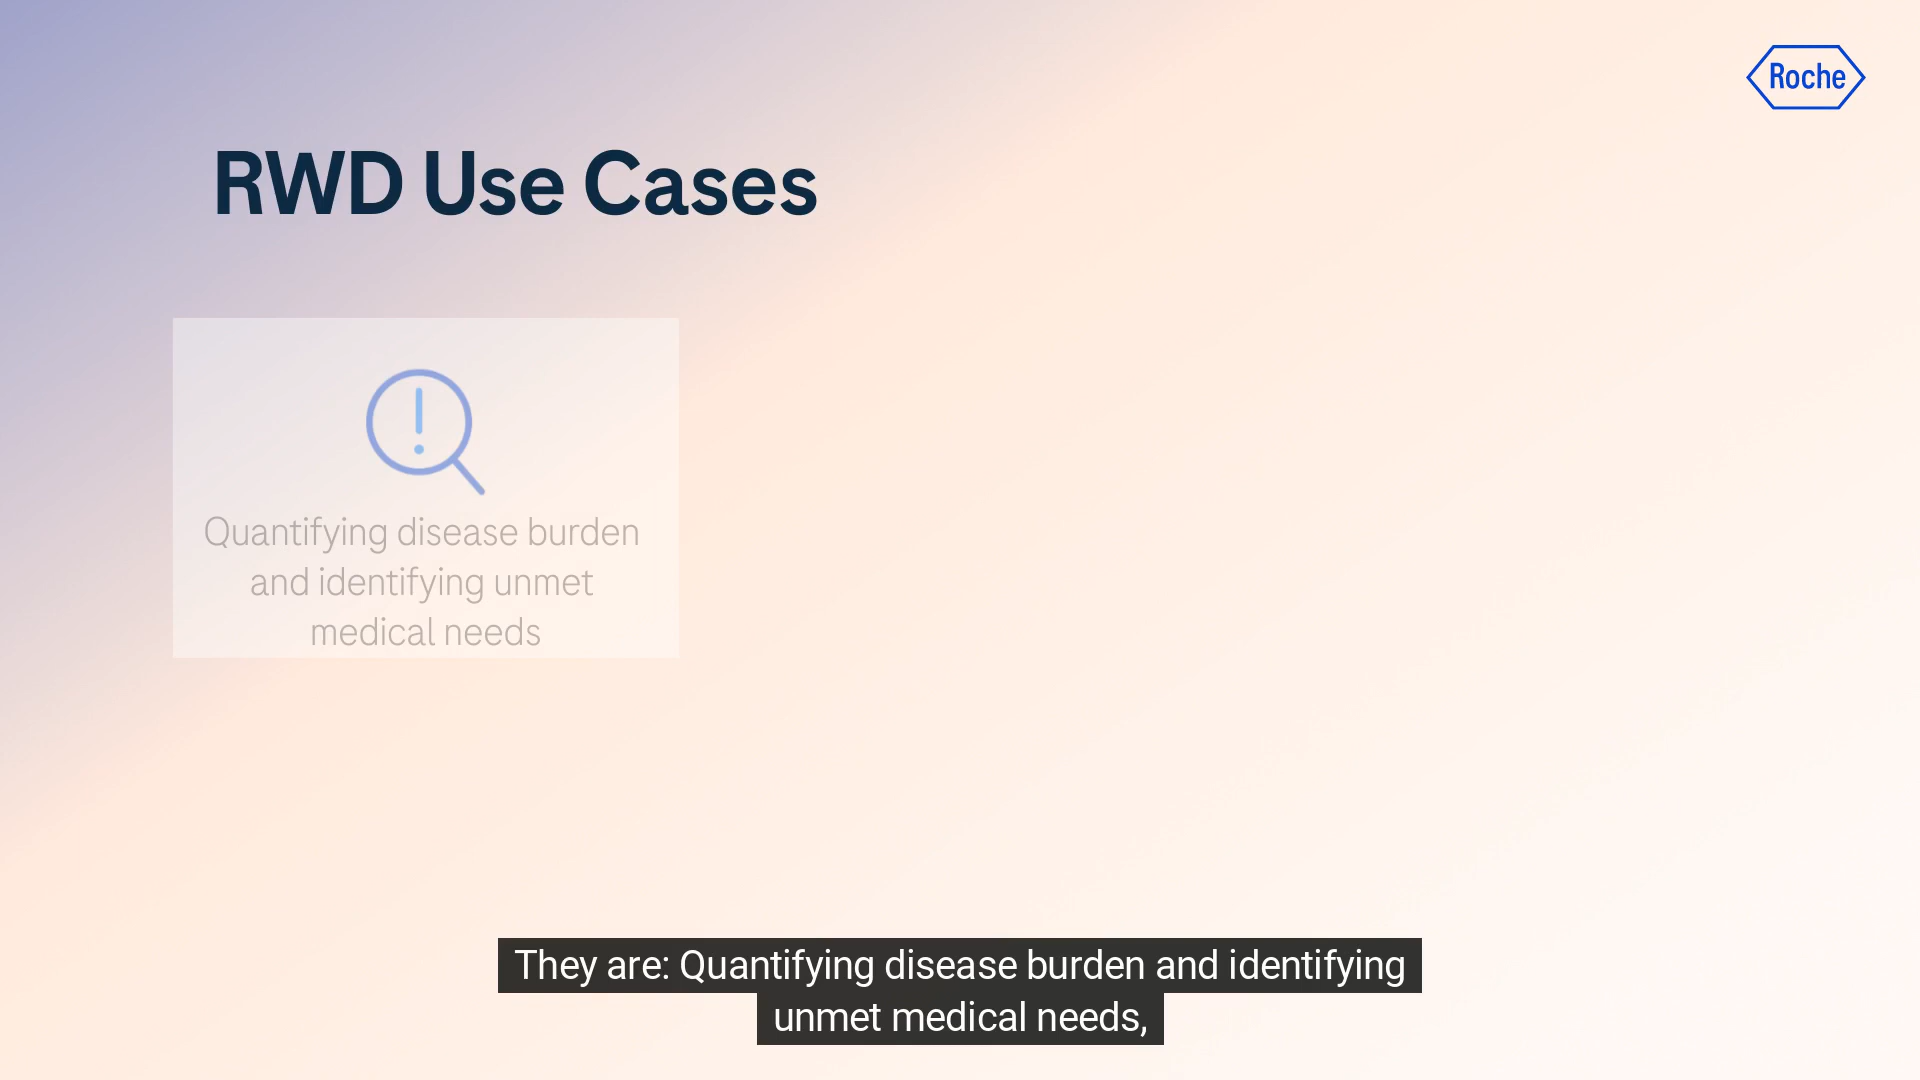 Roche
RWD Use Cases
Quantifying disease burden
and identifying unmet
medical needs
They are: Quantifying disease burden and identifying
unmet medical needs,